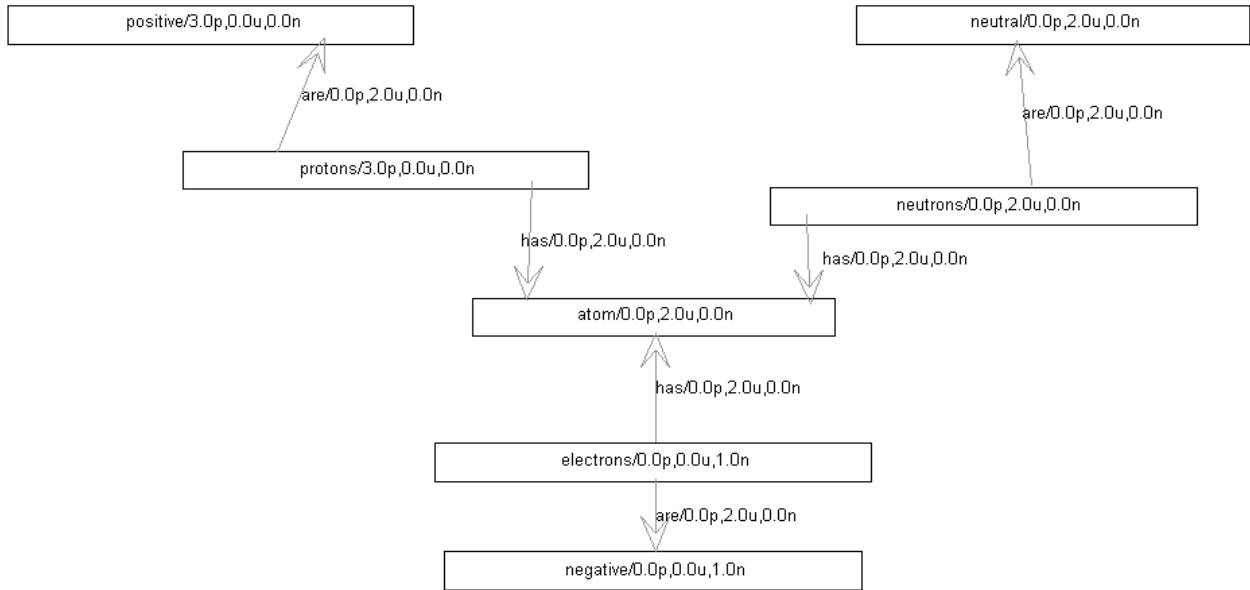 positive/3.0p,0.0u,0.0n
neutral/0.0p,2.0u,0.0n
are/0.0p,2.0u,0.0n
are/0.0p,2.0u,0.0n
protons/3.0p,0.0u,0.0n
neutrons/0.0p,2.0u,0.0n
has/0.0p,2.0u,0.0n
has/0.0p,2.0u,0.0n
atom/0.0p,2.0u,0.0n
has/0.0p,2.0u,0.0n
electrons/0.0p,0.0u,1.0n
are/0.0p,2.0u,0.0n
negative/0.0p,0.0u,1.0n